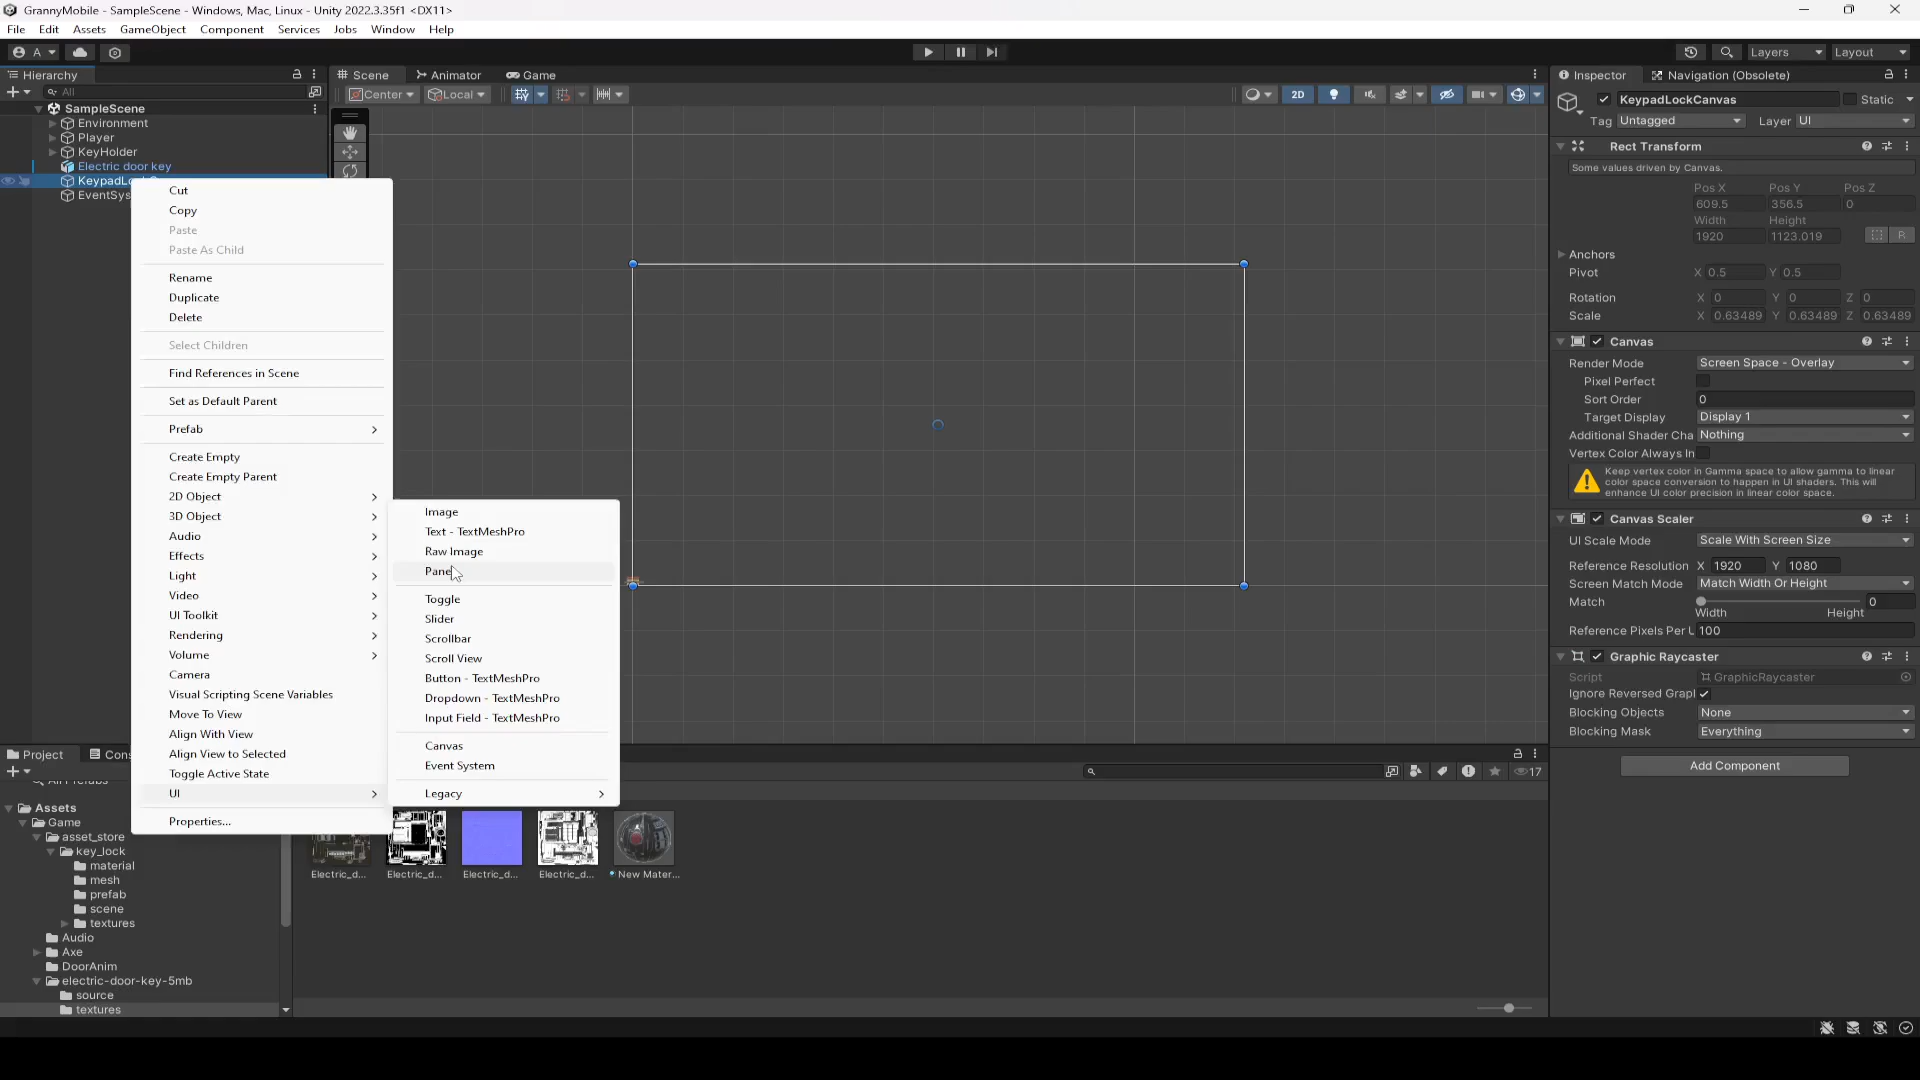 GrannyMobile - SampleScene - Windows, Mac, Linux - Unity 2022.3.35f1 <DX11>
File Edit Assets GameObject Component Services Jobs Window Help
A Layers Layout
Hierarchy Scene Animator Game Inspector Navigation (Obsolete)
All Center Local 2D
SampleScene
Environment
Player
KeyHolder
Electric door key
EventSys
Cut
Copy
Paste
Paste As Child
Rename
Duplicate
Delete
Select Children
Find References in Scene
Set as Default Parent
Prefab
Create Empty
Create Empty Parent
2D Object
3D Object
Audio
Effects
Light
Video
UI Toolkit
Rendering
Volume
Camera
Visual Scripting Scene Variables
Move To View
Align With View
Align View to Selected
Toggle Active State
UI
Properties...
Image
Text - TextMeshPro
Raw Image
Toggle
Slider
Scrollbar
Scroll View
Button - TextMeshPro
Dropdown - TextMeshPro
Input Field - TextMeshPro
Canvas
Event System
Legacy
KeypadLockCanvas Static
Tag Untagged Layer UI
Rect Transform
Some values driven by Canvas.
Pos X Pos Y Pos Z
609.5 356.5 0
Width Height
1920 1123.019 R
Anchors
Pivot X 0.5 Y 0.5
Rotation X 0 Y 0 Z 0
Scale X 0.63489 Y 0.63489 Z 0.63489
Canvas
Render Mode Screen Space - Overlay
Pixel Perfect
Sort Order 0
Target Display Display 1
Additional Shader Cha Nothing
Vertex Color Always In
Keep vertex color in Gamma space to allow gamma to linear
color space conversion to happen in UI shaders. This will
enhance UI color precision in linear color space.
Canvas Scaler
UI Scale Mode Scale With Screen Size
Reference Resolution X 1920 Y 1080
Screen Match Mode Match Width Or Height
Match 0
Width Height
Reference Pixels Per U 100
Graphic Raycaster
Script GraphicRaycaster
Ignore Reversed Grapl
Blocking Objects None
Blocking Mask Everything
Add Component
Project Cons
17
Assets
Game
asset_store
key_lock
material
mesh
prefab
scene
textures
Audio
Axe
DoorAnim
electric-door-key-5mb
source
textures
Electric_d... Electric_d... Electric_d... Electric_d... New Mater...